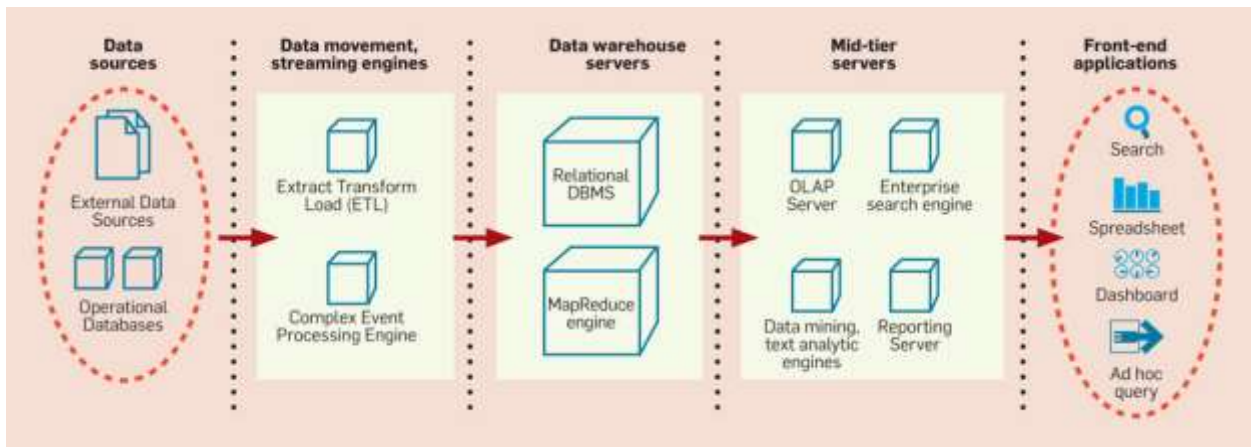 Data
sources
Data movement,
streaming engines
Data warehouse
servers
Mid-tier
servers
Front-end
applications
External Data
Sources
Operational
Databases
Extract Transform
Load (ETL)
Complex Event
Processing Engine
Relational
DBMS
MapReduce
engine
OLAP
Server
Enterprise
search engine
Data mining,
text analytic
engines
Reporting
Server
Search
Spreadsheet
Dashboard
Ad hoc
query